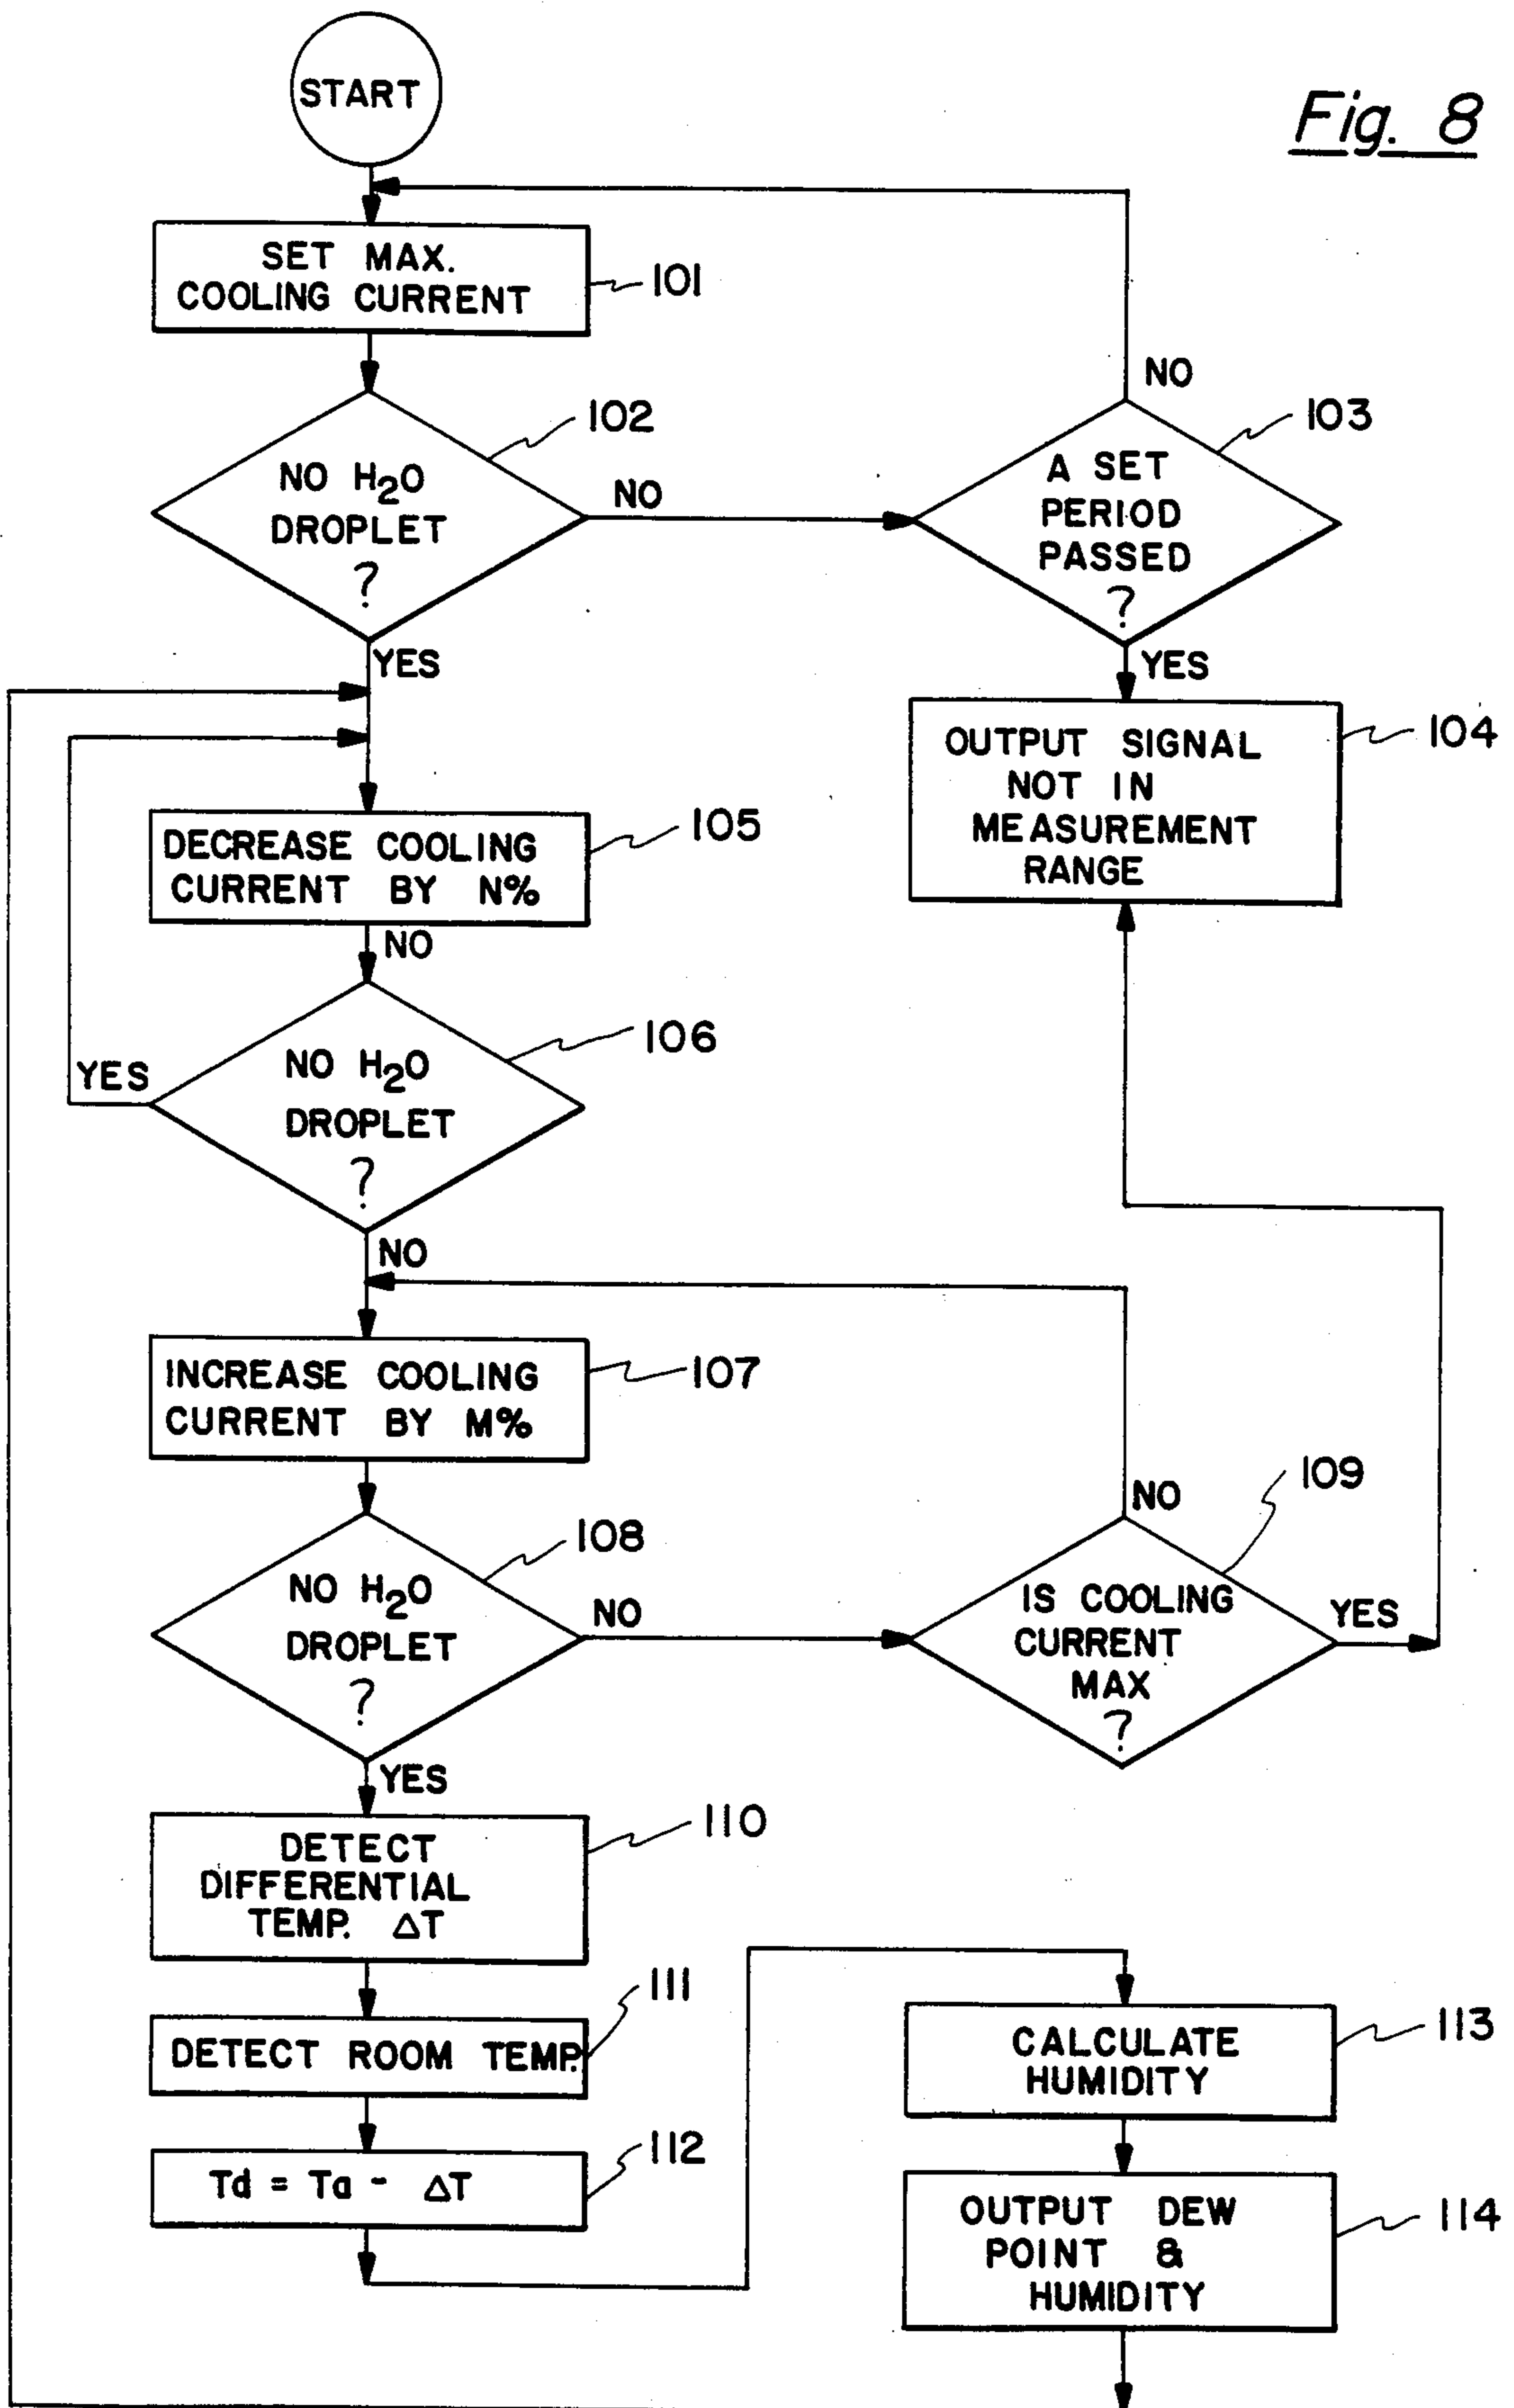 START
Fig. 8
SET MAX.
COOLING CURRENT
101
NO
102
103
NO H2O
DROPLET
?
NO
A SET
PERIOD
PASSED
?
YES
YES
OUTPUT SIGNAL
NOT IN
MEASUREMENT
RANGE
104
DECREASE COOLING
CURRENT BY N%
105
NO
106
NO H2O
DROPLET
?
YES
NO
INCREASE COOLING
CURRENT BY M%
107
109
NO
108
NO H2O
DROPLET
?
NO
IS COOLING
CURRENT
MAX
?
YES
YES
DETECT
DIFFERENTIAL
TEMP. ΔT
110
111
DETECT ROOM TEMP.
CALCULATE
HUMIDITY
113
112
Td = Ta - ΔT
OUTPUT DEW
POINT &
HUMIDITY
114